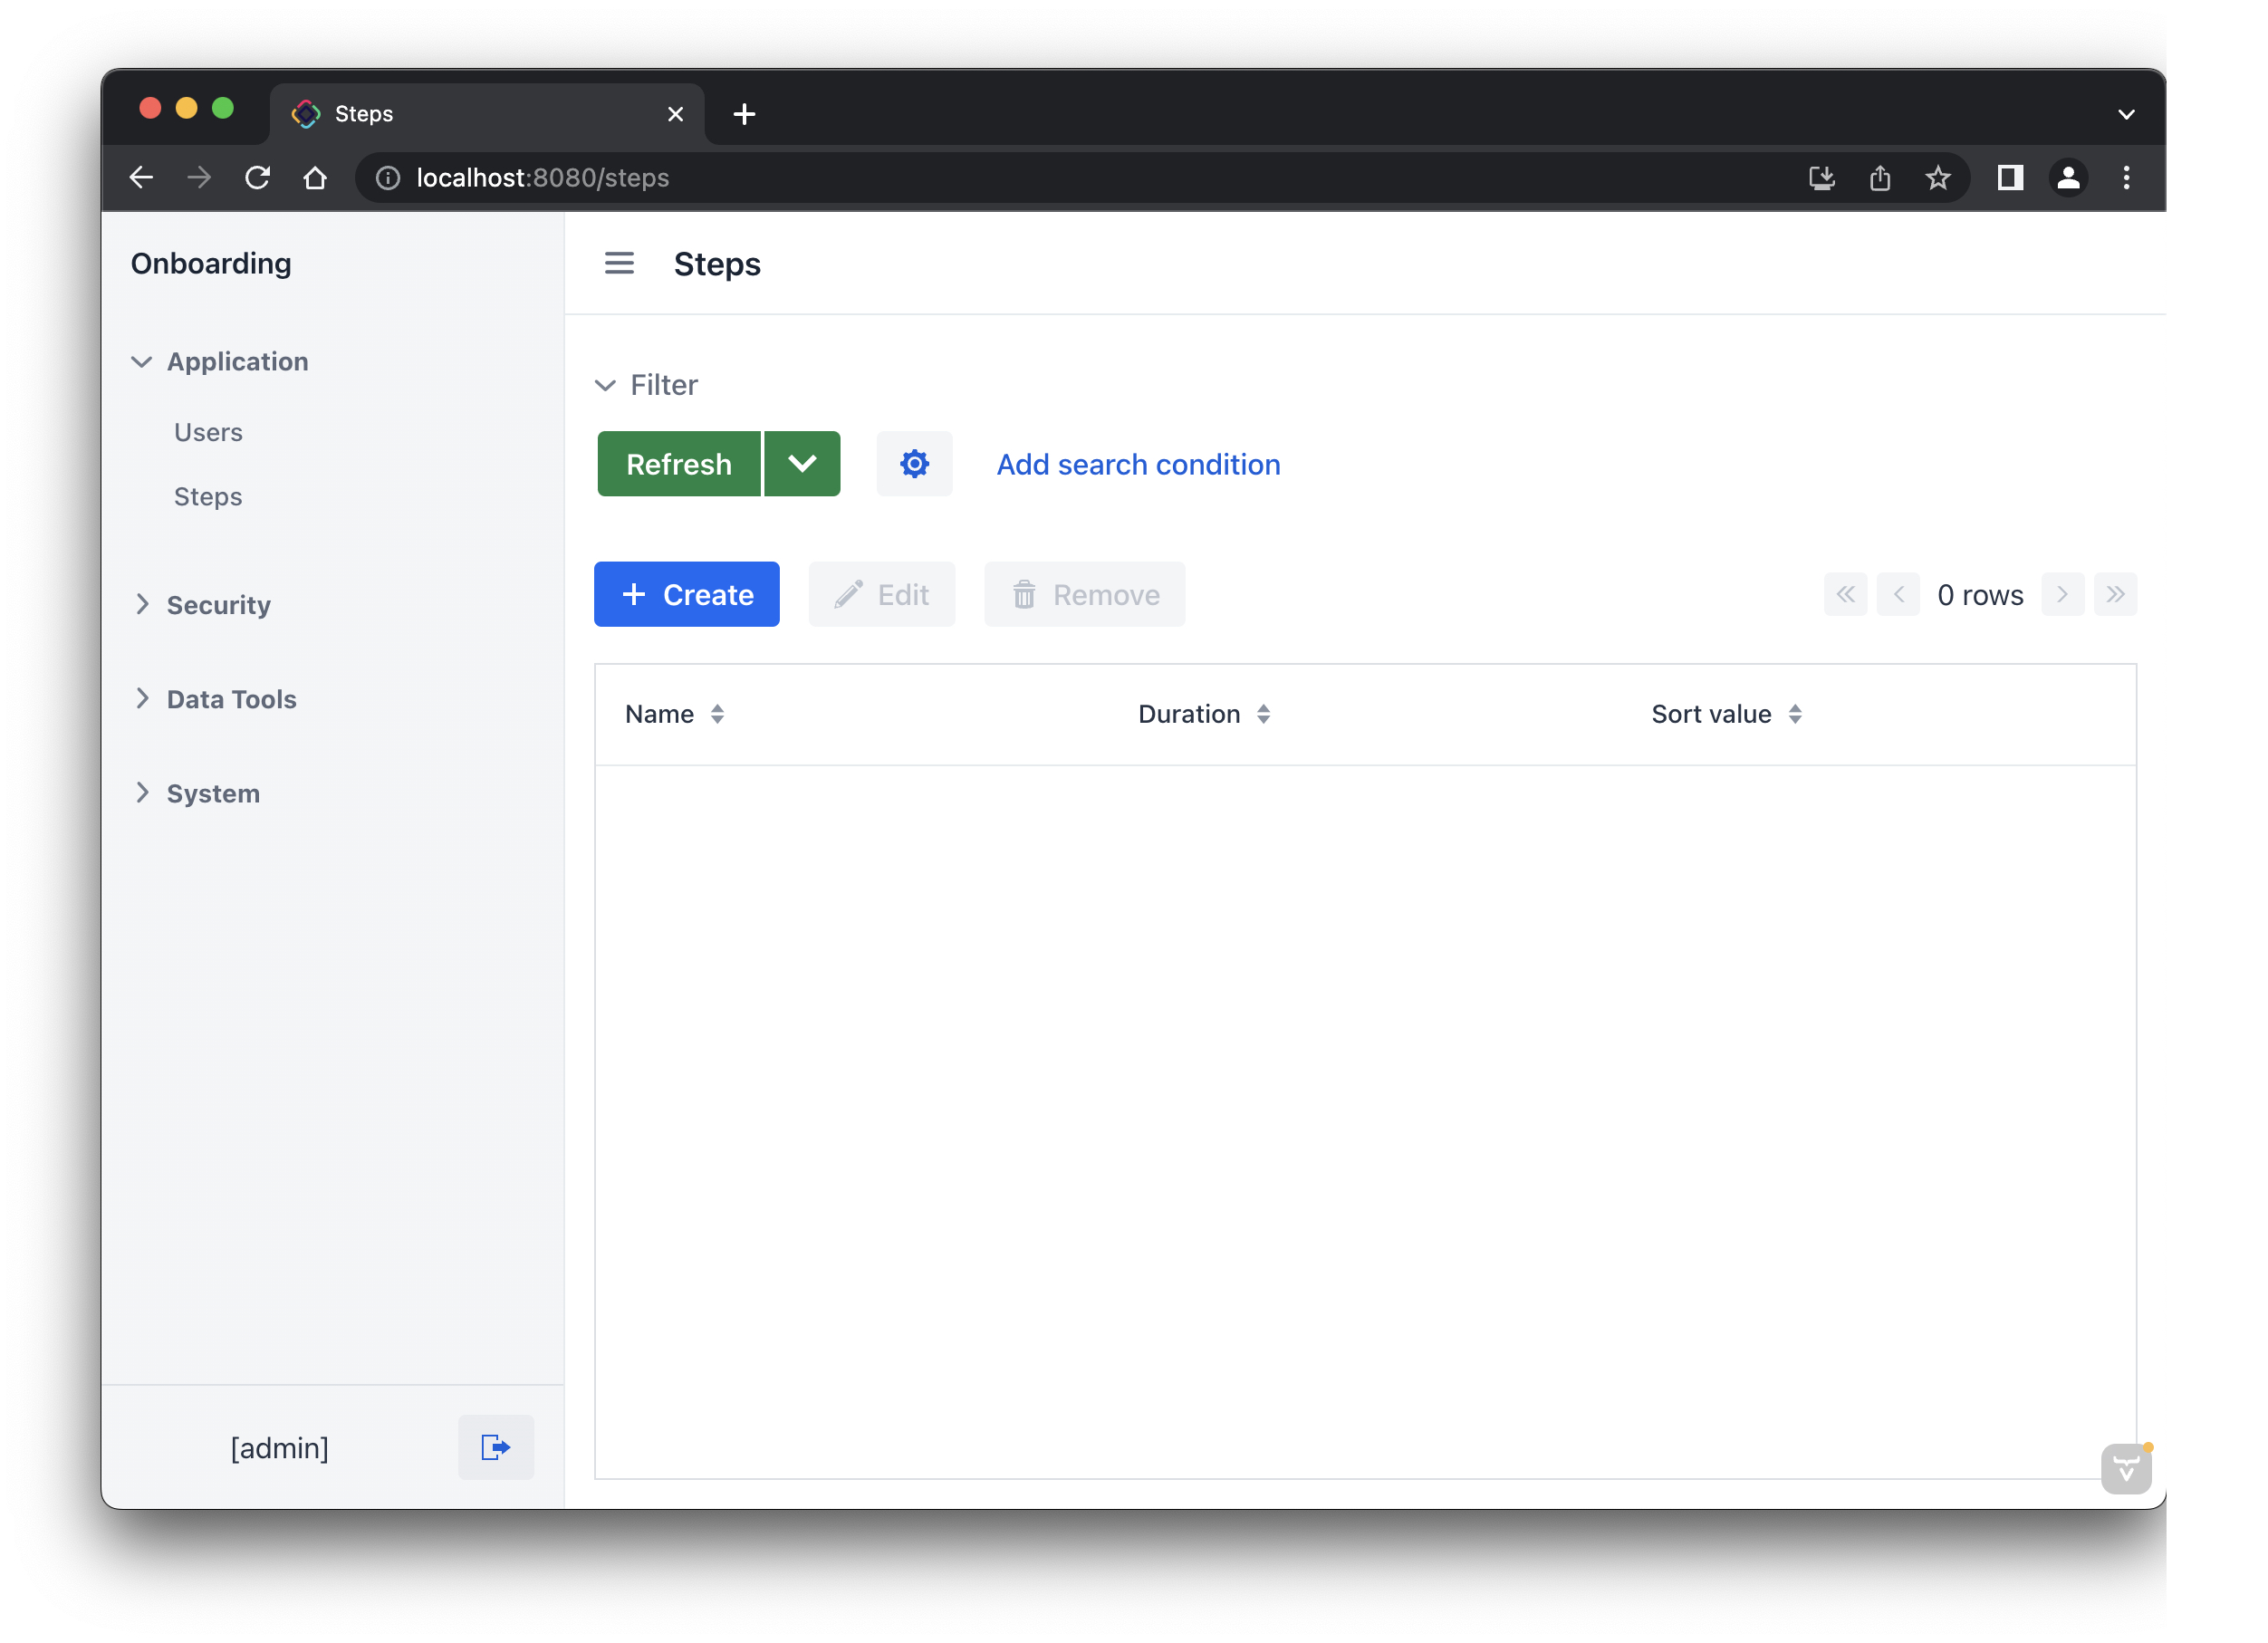 Steps
localhost:8080/steps
Onboarding
Application
Users
Steps
Security
Data Tools
System
[admin]
Steps
Filter
Refresh
Add search condition
Create
Edit
Remove
0 rows
Name
Duration
Sort value